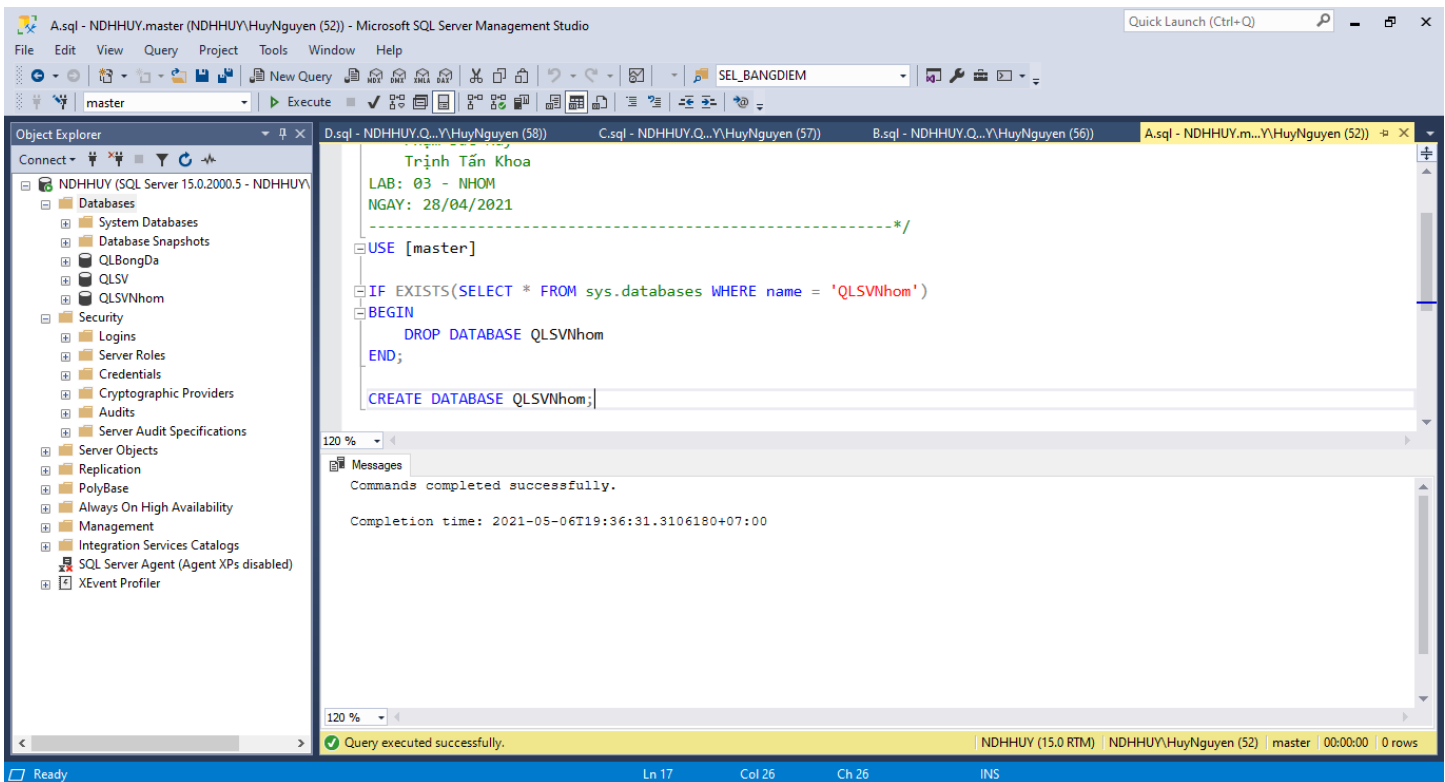 A.sql - NDHHUY.master (NDHHUY\HuyNguyen (52)) - Microsoft SQL Server Management Studio
Quick Launch (Ctrl+Q)
File Edit View Query Project Tools Window Help
New Query
MDX DMX XMLA DAX
SEL_BANGDIEM
master
Execute
Object Explorer
Connect
NDHHUY (SQL Server 15.0.2000.5 - NDHHUY\
Databases
System Databases
Database Snapshots
QLBongDa
QLSV
QLSVNhom
Security
Logins
Server Roles
Credentials
Cryptographic Providers
Audits
Server Audit Specifications
Server Objects
Replication
PolyBase
Always On High Availability
Management
Integration Services Catalogs
SQL Server Agent (Agent XPs disabled)
XEvent Profiler
D.sql - NDHHUY.Q...Y\HuyNguyen (58))
C.sql - NDHHUY.Q...Y\HuyNguyen (57))
B.sql - NDHHUY.Q...Y\HuyNguyen (56))
A.sql - NDHHUY.m...Y\HuyNguyen (52))
Trịnh Tấn Khoa
LAB: 03 - NHOM
NGAY: 28/04/2021
----------------------------------------------------------*/
USE [master]
IF EXISTS(SELECT * FROM sys.databases WHERE name = 'QLSVNhom')
BEGIN
DROP DATABASE QLSVNhom
END;
CREATE DATABASE QLSVNhom;
120 %
Messages
Commands completed successfully.
Completion time: 2021-05-06T19:36:31.3106180+07:00
120 %
Query executed successfully.
NDHHUY (15.0 RTM)
NDHHUY\HuyNguyen (52)
master
00:00:00
0 rows
Ready
Ln 17
Col 26
Ch 26
INS